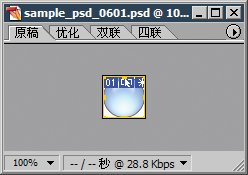 sample_psd_0601.psd @ 10...
原稿 优化 双联 四联
01
100% -- / -- 秒 @ 28.8 Kbps